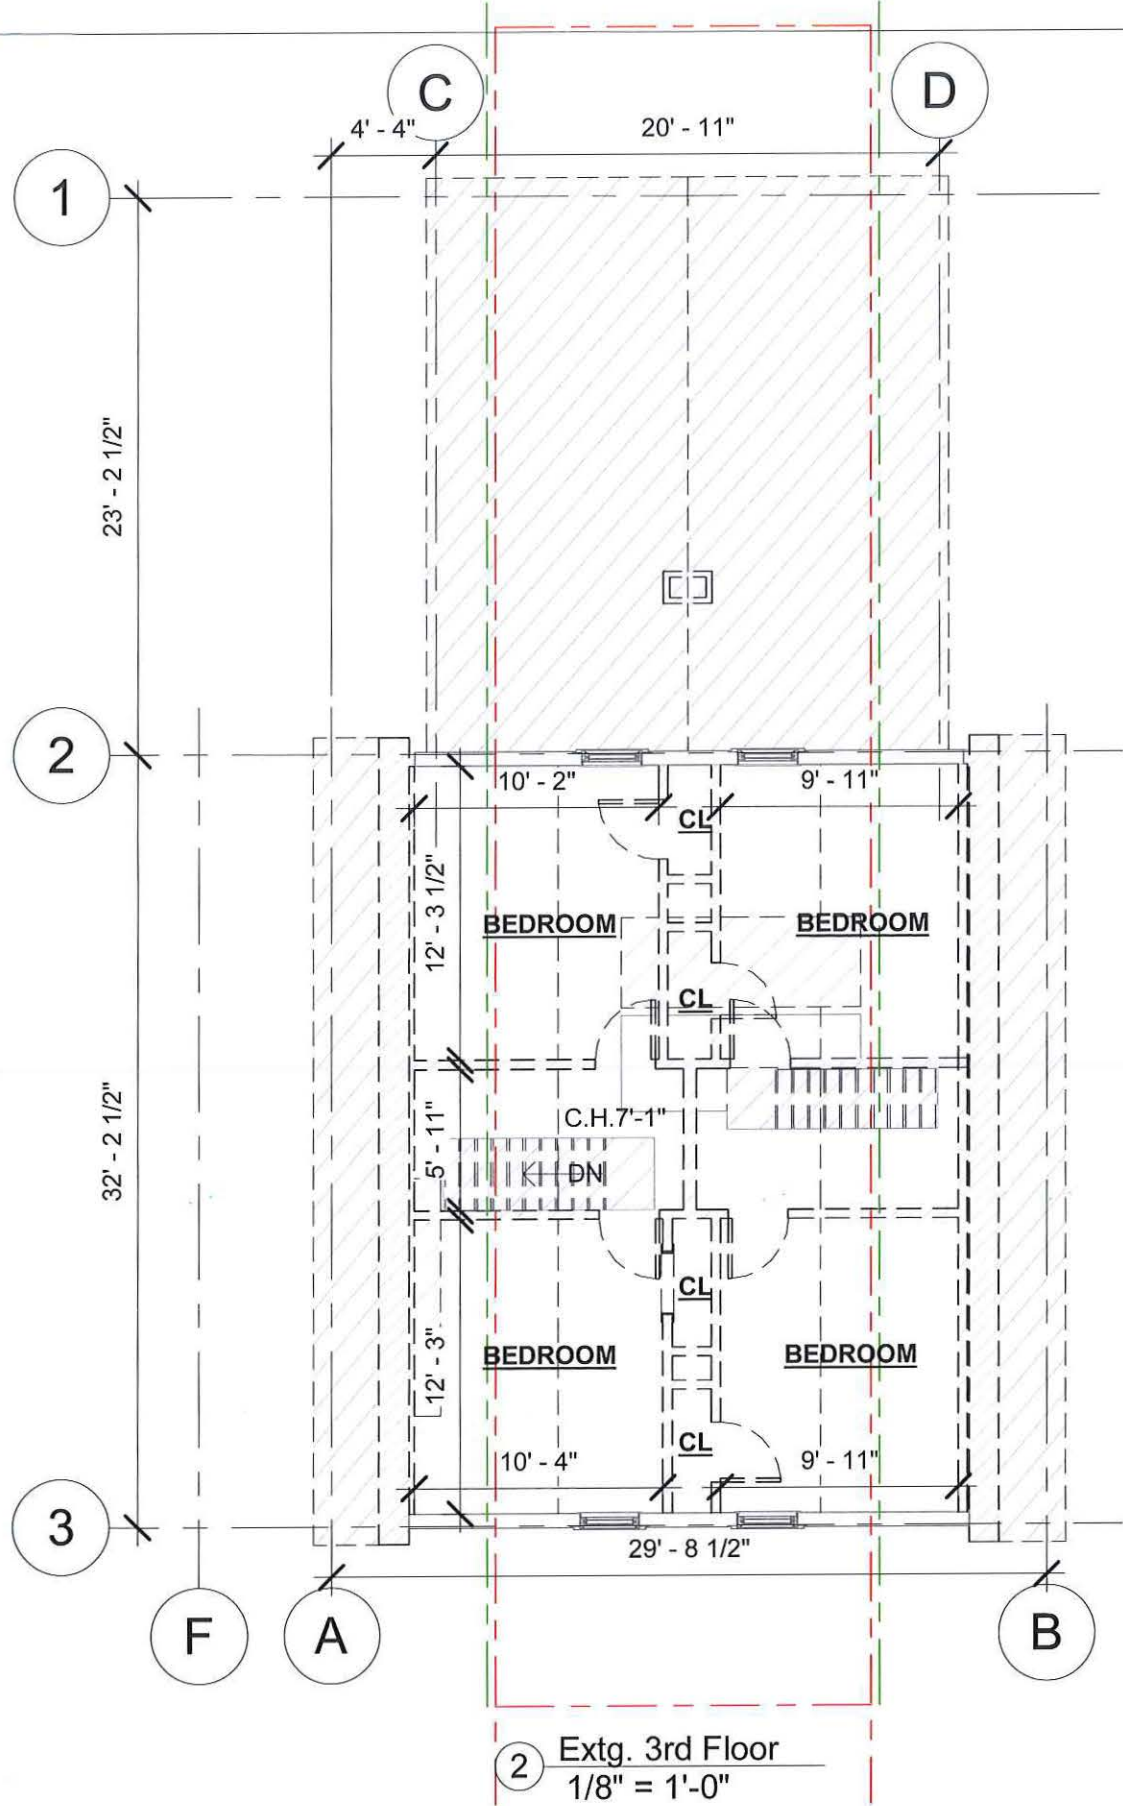 C
D
4' - 4"
20' - 11"
1
23' - 2 1/2"
2
10' - 2"
9' - 11"
CL
12' - 3 1/2"
BEDROOM
BEDROOM
CL
32' - 2 1/2"
5' - 11"
C.H.7'-1"
DN
CL
12' - 3"
BEDROOM
BEDROOM
CL
10' - 4"
9' - 11"
3
29' - 8 1/2"
F
A
B
2
Extg. 3rd Floor
1/8" = 1'-0"